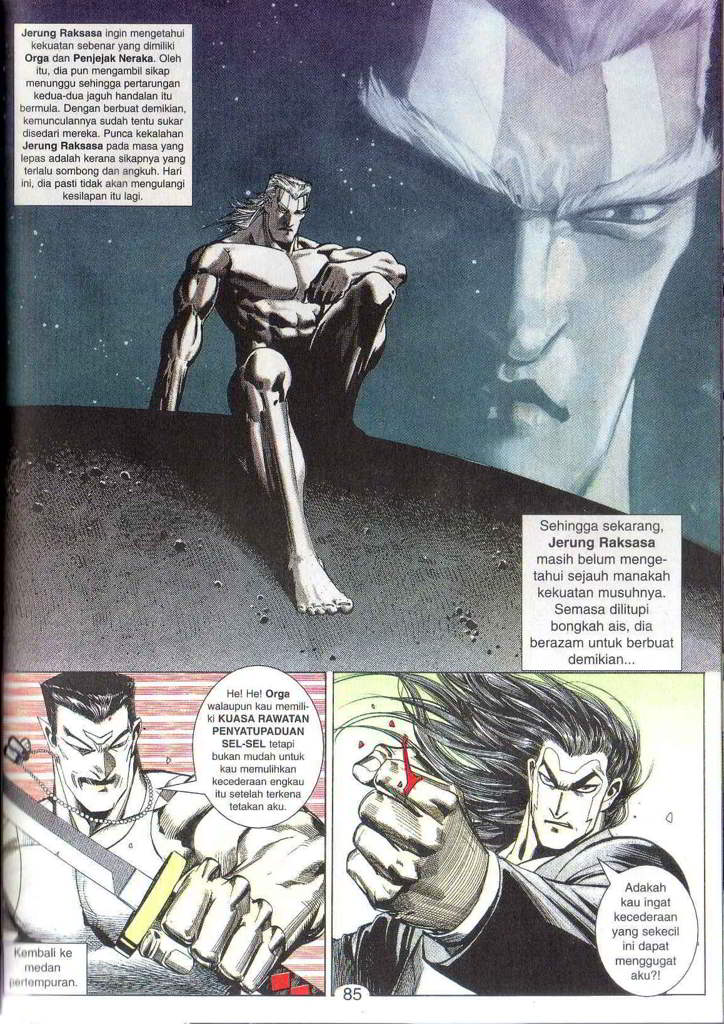 Jerung Raksasa ingin mengetahui
kekuatan sebenar yang dimiliki
Orga dan Penjejak Neraka. Oleh
itu, dia pun mengambil sikap
menunggu sehingga pertarungan
kedua-dua jaguh handalan itu
bermula. Dengan berbuat demikian,
kemunculannya sudah tentu sukar
disedari mereka. Punca kekalahan
Jerung Raksasa pada masa yang
lepas adalah kerana sikapnya yang
terlalu sombong dan angkuh. Hari
ini, dia pasti tidak akan mengulangi
kesilapan itu lagi.
Sehingga sekarang,
Jerung Raksasa
masih belum menge-
tahui sejauh manakah
kekuatan musuhnya.
Semasa dilitupi
bongkah ais, dia
berazam untuk berbuat
demikian...
He! He! Orga
walaupun kau memili-
ki KUASA RAWATAN
PENYATUPADUAN
SEL-SEL tetapi
bukan mudah untuk
kau memulihkan
kecederaan engkau
itu setelah terkena
tetakan aku.
Kembali ke
medan
pertempuran.
Adakah
kau ingat
kecederaan
yang sekecil
ini dapat
menggugat
aku?!
85